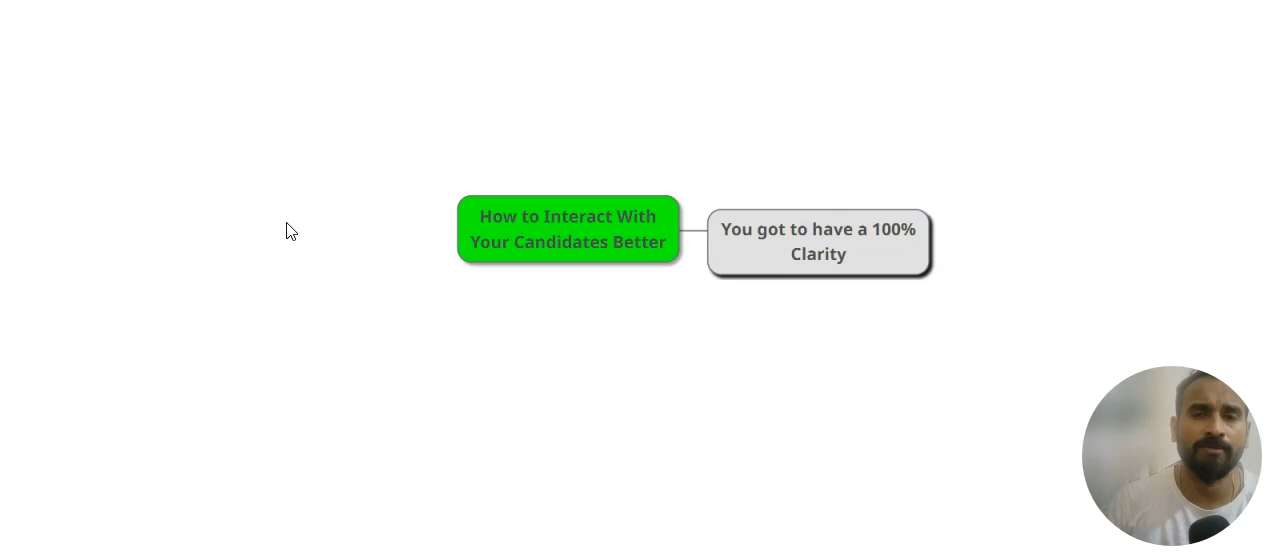 How to Interact With
Your Candidates Better
You got to have a 100%
Clarity